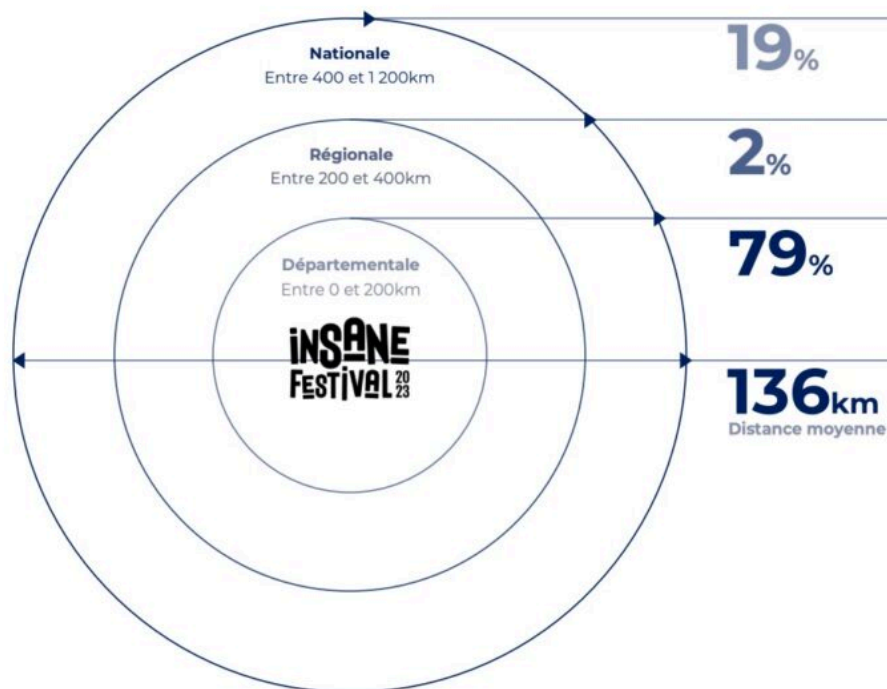 Nationale
Entre 400 et 1 200km
19%
Régionale
Entre 200 et 400km
2%
Départementale
Entre 0 et 200km
79%
iNSANE
FESTiVAL 20
23
136km
Distance moyenne